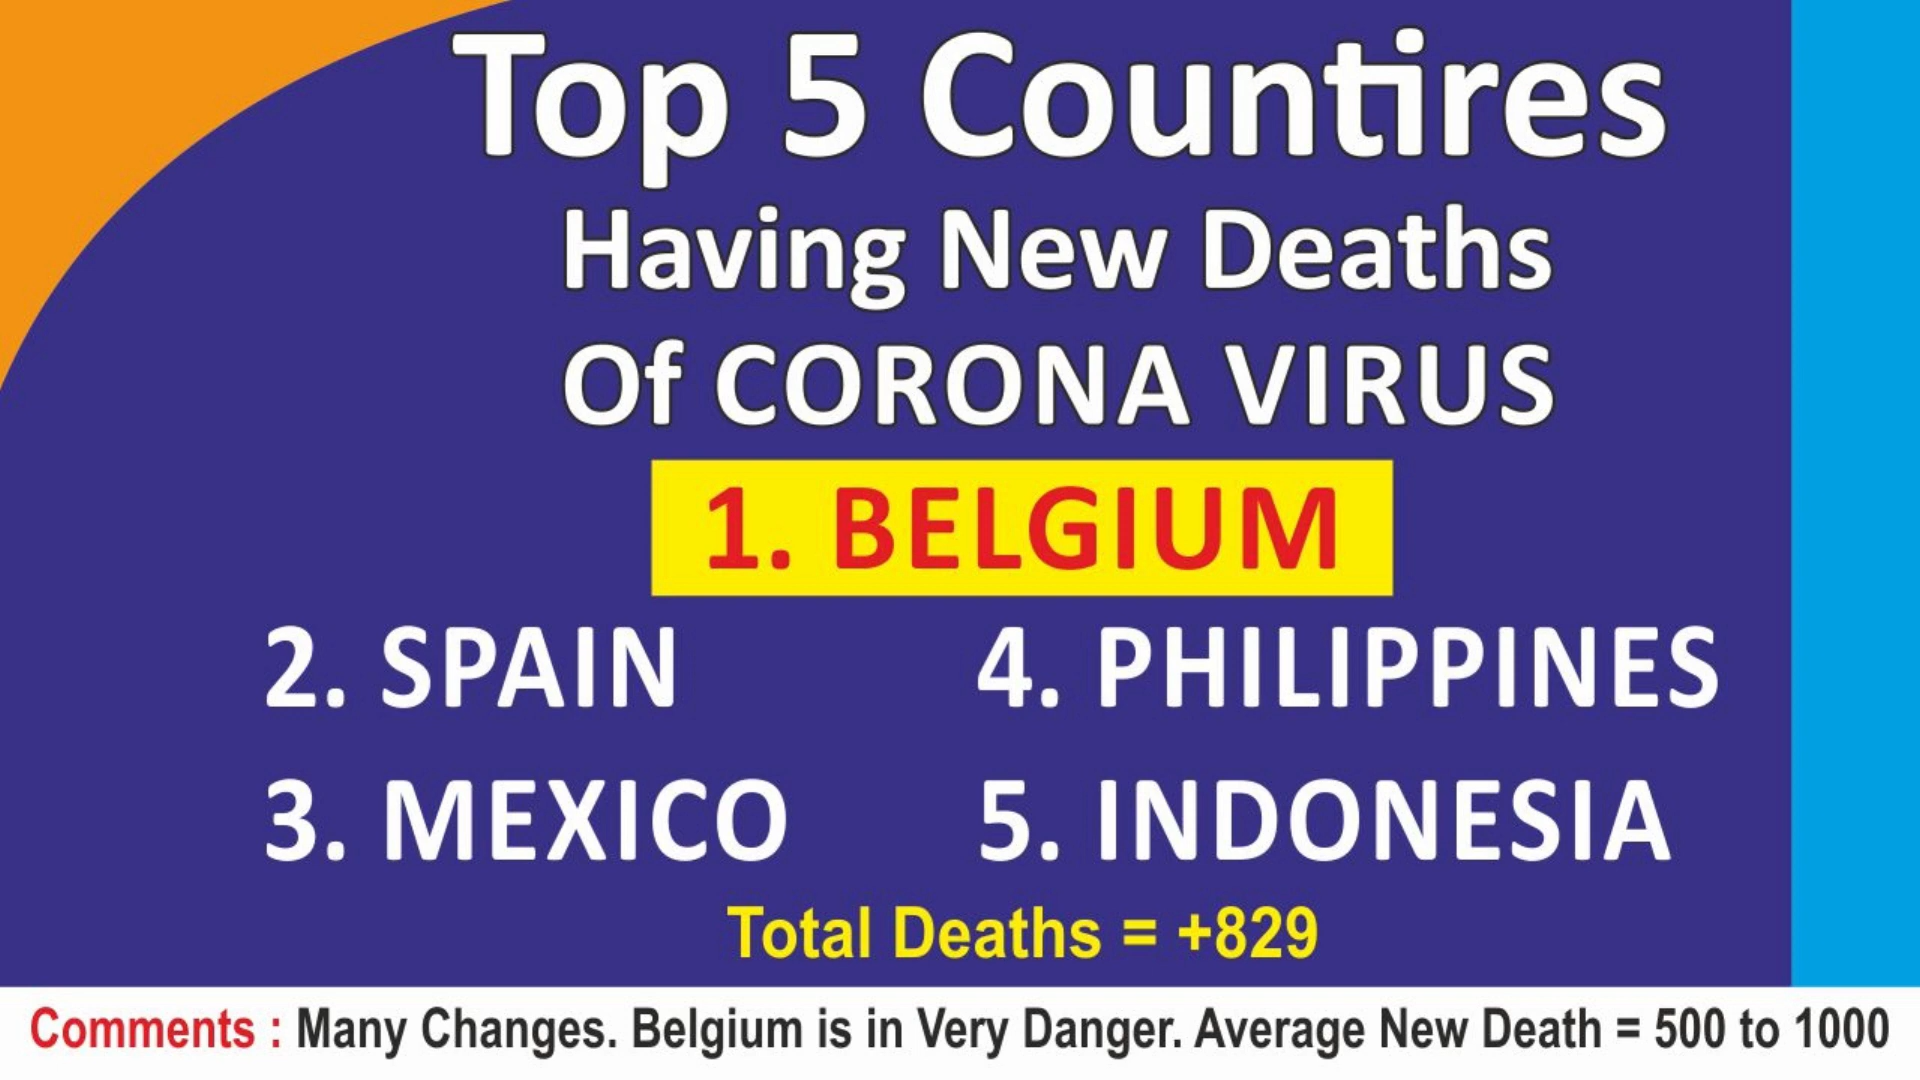 Top 5 Countires
Having New Deaths
Of CORONA VIRUS
1. BELGIUM
2. SPAIN
3. MEXICO
4. PHILIPPINES
5. INDONESIA
Total Deaths = +829
Comments : Many Changes. Belgium is in Very Danger. Average New Death = 500 to 1000